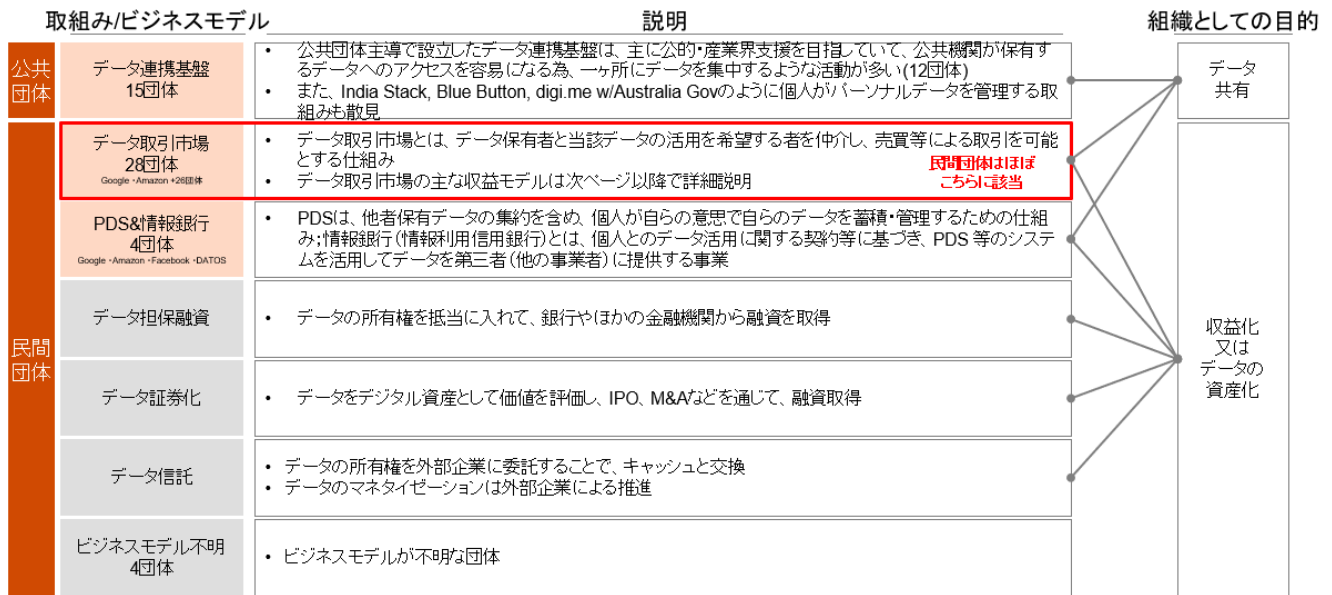 取組み/ビジネスモデル
説明
組織としての目的
公共
団体
データ連携基盤
15団体
• 公共団体主導で設立したデータ連携基盤は、主に公的・産業界支援を目指していて、公共機関が保有す
るデータへのアクセスを容易になる為、一ヶ所にデータを集中するような活動が多い(12団体)
• また、India Stack, Blue Button, digi.me w/Australia Govのように個人がパーソナルデータを管理する取
組みも散見
データ
共有
民間
団体
データ取引市場
28団体
Google・Amazon +26団体
• データ取引市場とは、データ保有者と当該データの活用を希望する者を仲介し、売買等による取引を可能
とする仕組み
• データ取引市場の主な収益モデルは次ページ以降で詳細説明
民間団体はほぼ
こちらに該当
PDS&情報銀行
4団体
Google・Amazon・Facebook・DATOS
• PDSは、他者保有データの集約を含め、個人が自らの意思で自らのデータを蓄積・管理するための仕組
み;情報銀行(情報利用信用銀行)とは、個人とのデータ活用に関する契約等に基づき、PDS 等のシステ
ムを活用してデータを第三者(他の事業者)に提供する事業
データ担保融資
• データの所有権を抵当に入れて、銀行やほかの金融機関から融資を取得
データ証券化
• データをデジタル資産として価値を評価し、IPO、M&Aなどを通じて、融資取得
データ信託
• データの所有権を外部企業に委託することで、キャッシュと交換
• データのマネタイゼーションは外部企業による推進
ビジネスモデル不明
4団体
• ビジネスモデルが不明な団体
収益化
又は
データの
資産化